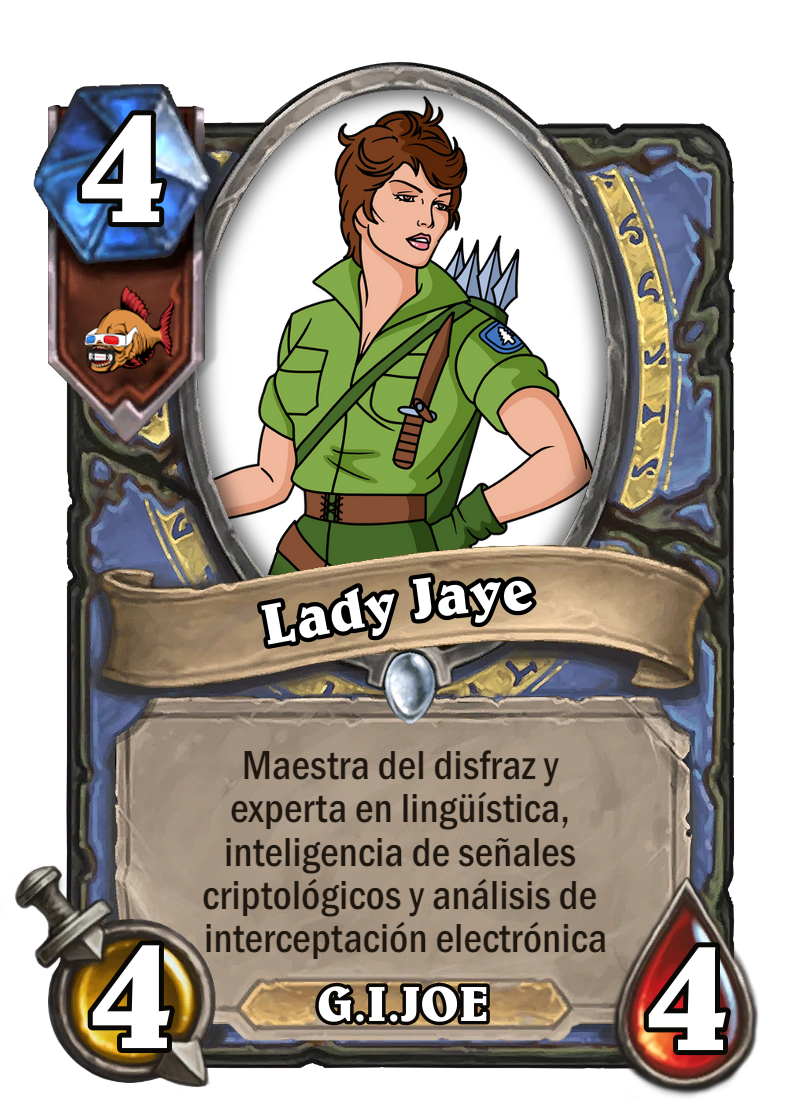 4
Lady Jaye
Maestra del disfraz y
experta en lingüística,
inteligencia de señales
criptológicos y análisis de
interceptación electrónica
4
G.I.JOE
4